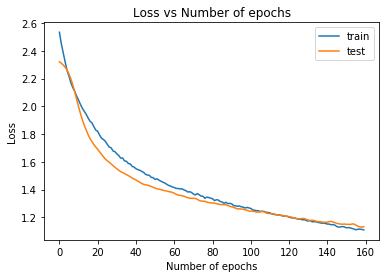 Loss vs Number of epochs
train
test
Loss
2.6
2.4
2.2
2.0
1.8
1.6
1.4
1.2
0 20 40 60 80 100 120 140 160
Number of epochs